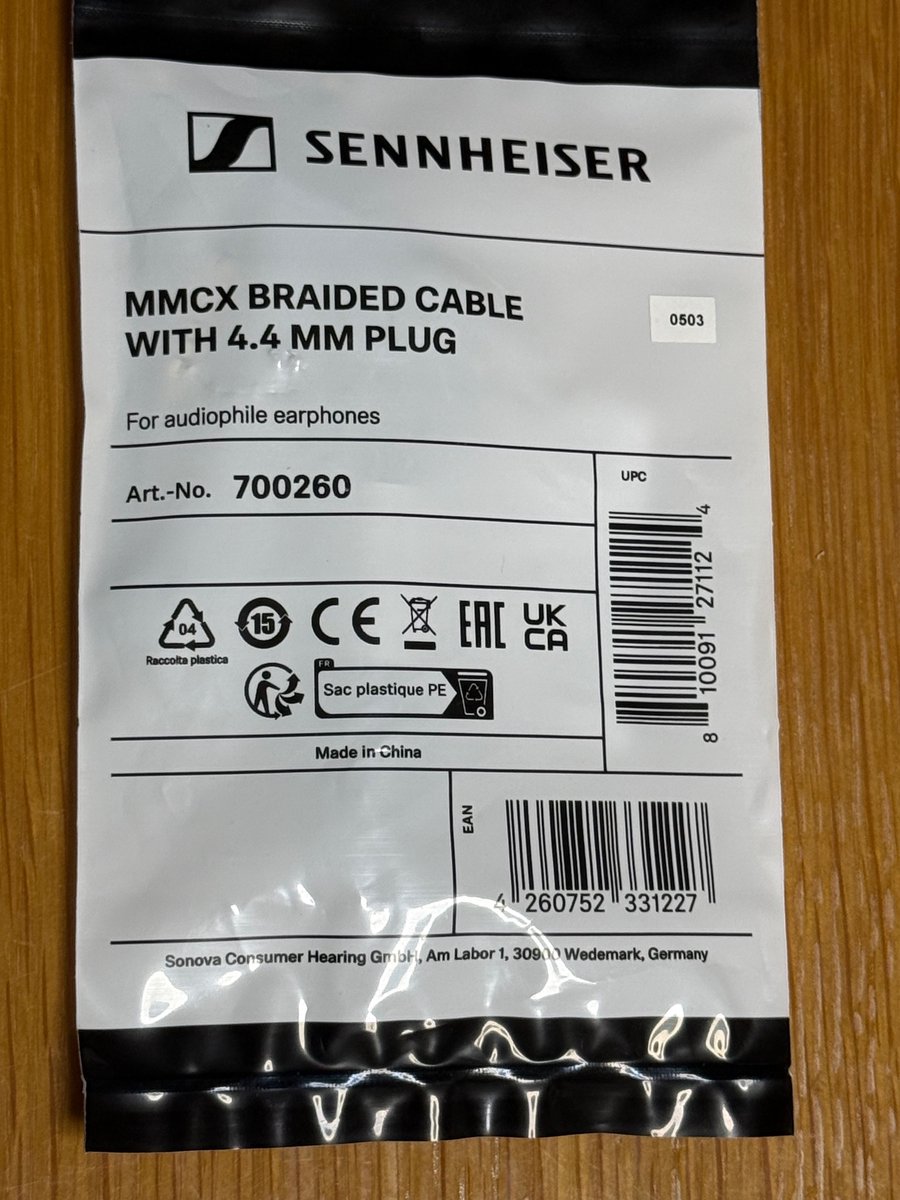 SENNHEISER
MMCX BRAIDED CABLE
WITH 4.4 MM PLUG
0503
For audiophile earphones
Art.-No. 700260
UPC
8 10091 27112 4
04
Raccolta plastica
15
CE
EAC
UK
CA
FR
Sac plastique PE
Made in China
EAN
4 260752 331227
Sonova Consumer Hearing GmbH, Am Labor 1, 30900 Wedemark, Germany